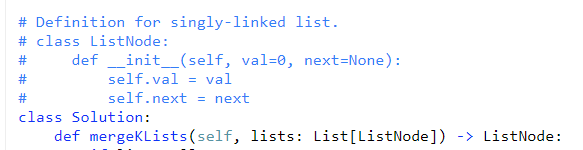 # Definition for singly-linked list.
# class ListNode:
#     def __init__(self, val=0, next=None):
#         self.val = val
#         self.next = next
class Solution:
    def mergeKLists(self, lists: List[ListNode]) -> ListNode: